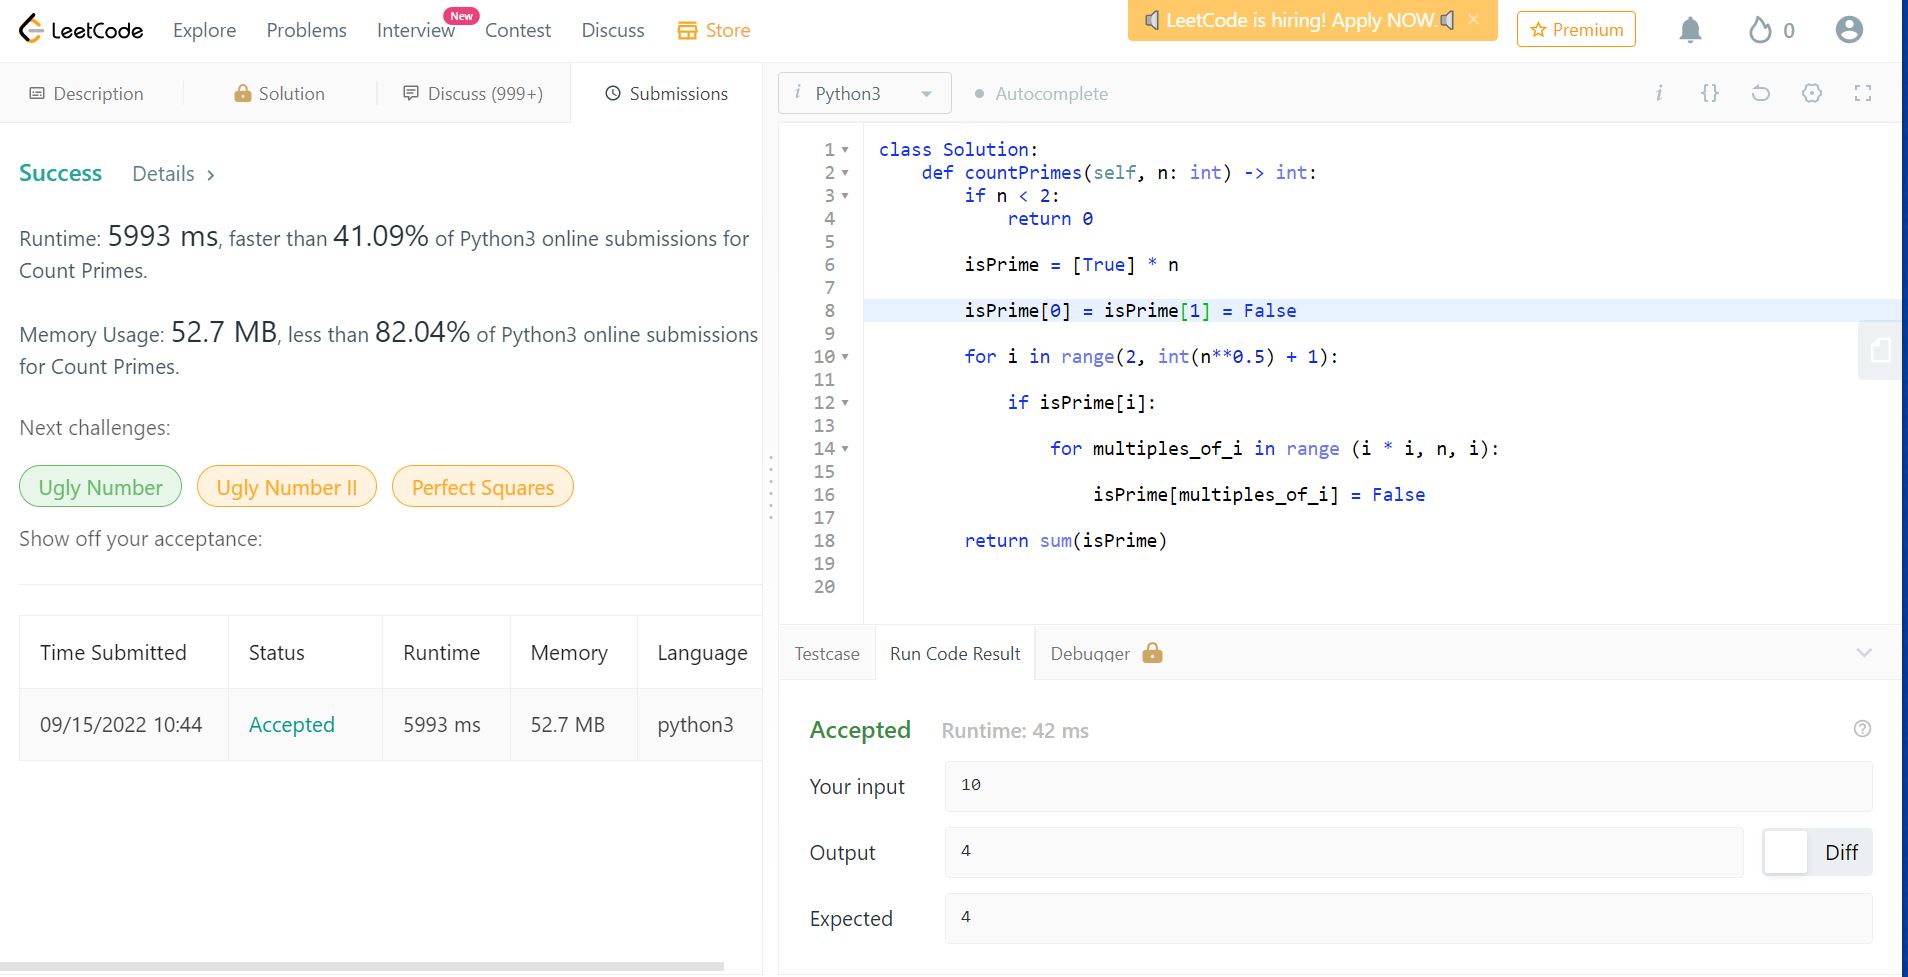 LeetCode Explore Problems Interview New Contest Discuss Store LeetCode is hiring! Apply NOW. × Premium 0
Description Solution Discuss (999+) Submissions
Success Details ›
Runtime: 5993 ms, faster than 41.09% of Python3 online submissions for
Count Primes.
Memory Usage: 52.7 MB, less than 82.04% of Python3 online submissions
for Count Primes.
Next challenges:
Ugly Number Ugly Number II Perfect Squares
Show off your acceptance:
Time Submitted Status Runtime Memory Language
09/15/2022 10:44 Accepted 5993 ms 52.7 MB python3
i Python3 Autocomplete i {}
1 class Solution:
2 def countPrimes(self, n: int) -> int:
3 if n < 2:
4 return 0
5
6 isPrime = [True] * n
7
8 isPrime[0] = isPrime[1] = False
9
10 for i in range(2, int(n**0.5) + 1):
11
12 if isPrime[i]:
13
14 for multiples_of_i in range (i * i, n, i):
15
16 isPrime[multiples_of_i] = False
17
18 return sum(isPrime)
19
20
Testcase Run Code Result Debugger
Accepted Runtime: 42 ms ?
Your input 10
Output 4 Diff
Expected 4